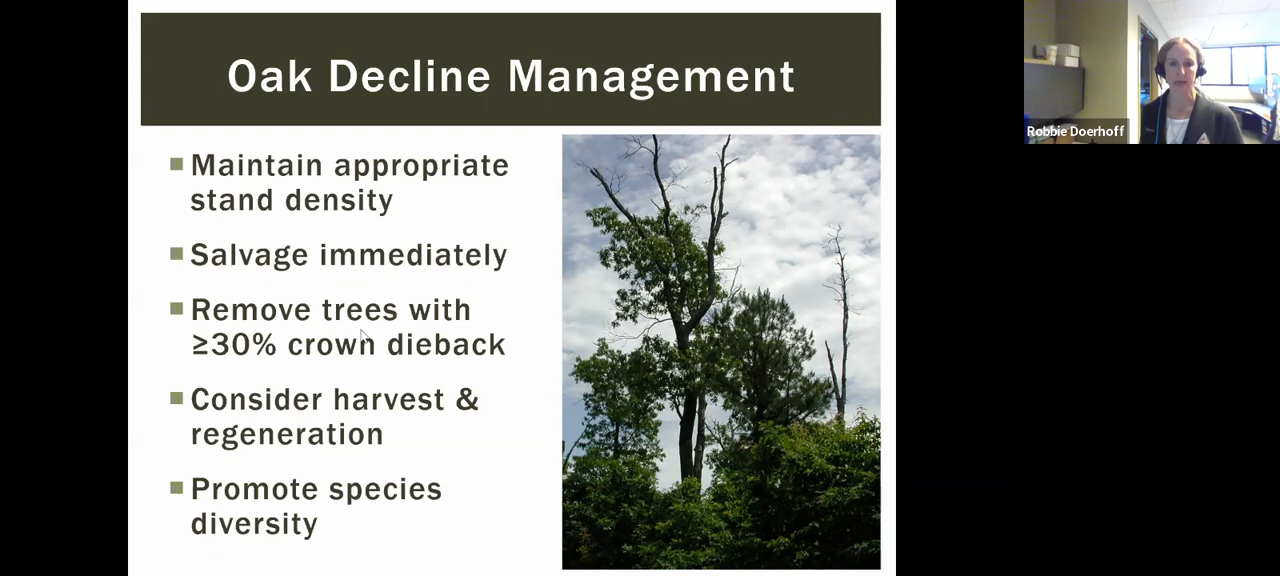 Oak Decline Management
Maintain appropriate
stand density
Salvage immediately
Remove trees with
≥30% crown dieback
Consider harvest &
regeneration
Promote species
diversity
Robbie Doerhoff